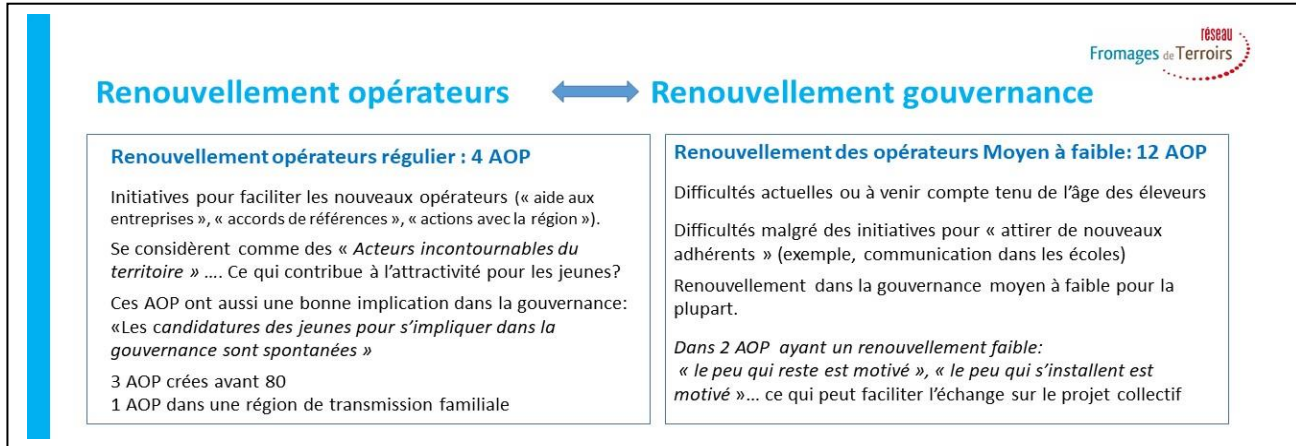 réseau
Fromages de Terroirs
Renouvellement opérateurs
Renouvellement gouvernance
Renouvellement opérateurs régulier : 4 AOP
Initiatives pour faciliter les nouveaux opérateurs (« aide aux
entreprises », « accords de références », « actions avec la région »).
Se considèrent comme des « Acteurs incontournables du
territoire » .... Ce qui contribue à l’attractivité pour les jeunes?
Ces AOP ont aussi une bonne implication dans la gouvernance:
«Les candidatures des jeunes pour s’impliquer dans la
gouvernance sont spontanées »
3 AOP crées avant 80
1 AOP dans une région de transmission familiale
Renouvellement des opérateurs Moyen à faible: 12 AOP
Difficultés actuelles ou à venir compte tenu de l’âge des éleveurs
Difficultés malgré des initiatives pour « attirer de nouveaux
adhérents » (exemple, communication dans les écoles)
Renouvellement dans la gouvernance moyen à faible pour la
plupart.
Dans 2 AOP ayant un renouvellement faible:
« le peu qui reste est motivé », « le peu qui s’installent est
motivé »... ce qui peut faciliter l’échange sur le projet collectif